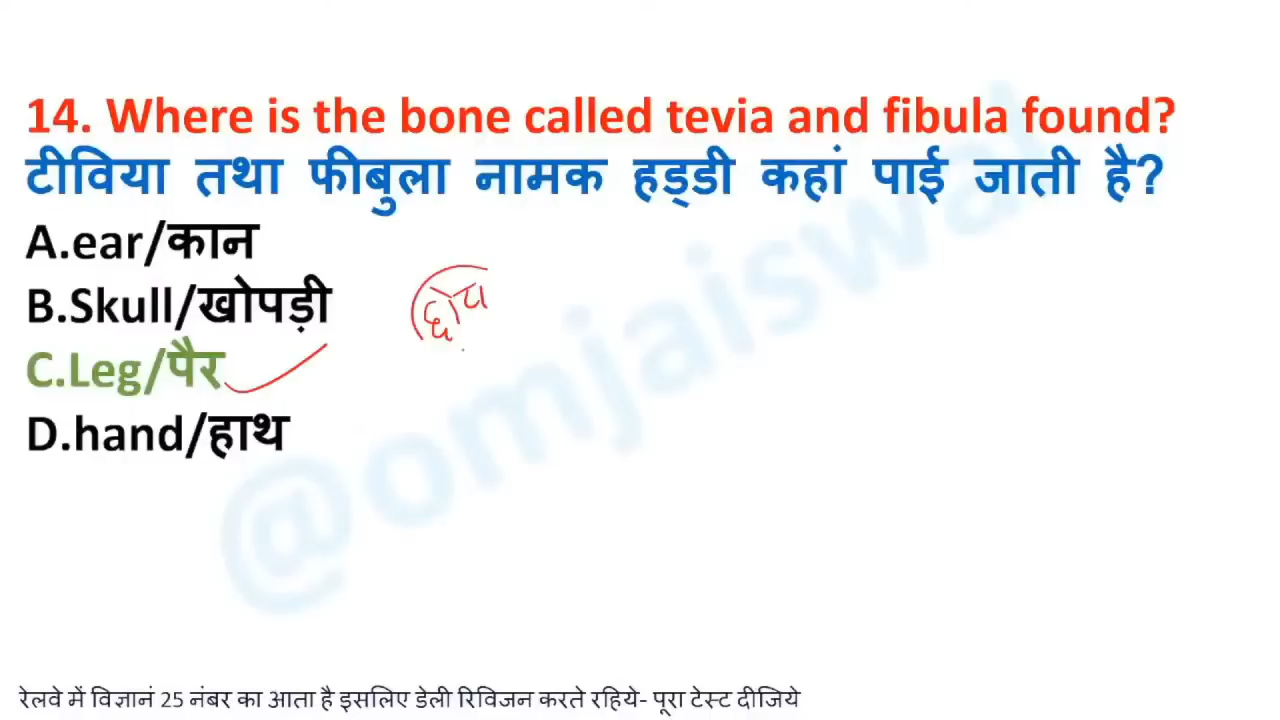 14. Where is the bone called tevia and fibula found?
टीविया तथा फीबुला नामक हड्डी कहां पाई जाती है?
A.ear/कान
B.Skull/खोपड़ी
C.Leg/पैर
D.hand/हाथ
@omjaiswal
रेलवे में विज्ञानं 25 नंबर का आता है इसलिए डेली रिविजन करते रहिये- पूरा टेस्ट दीजिये